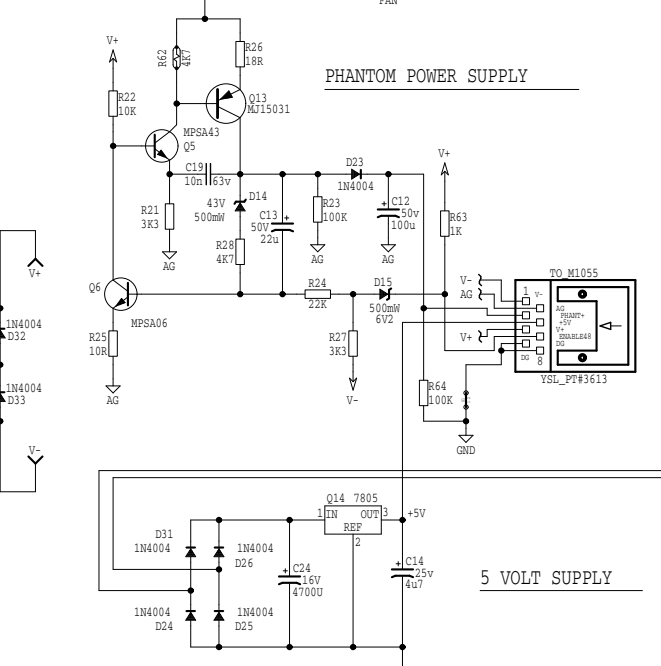 FAN
PHANTOM POWER SUPPLY
V+
R62
4K7
R26
18R
R22
10K
Q13
MJ15031
MPSA43
Q5
C19
10n
63v
R21
3K3
AG
43V
500mW
D14
R28
4K7
C13
50V
22u
R23
100K
AG
D23
1N4004
C12
50v
100u
AG
V+
R63
1K
Q6
MPSA06
R25
10R
AG
R24
22K
D15
500mW
6V2
R27
3K3
V-
R64
100K
GND
V-
AG
V+
TO_M1055
1
V-
AG
PHANT+
+5V
V+
ENABLE48
DG
DG
8
YSL_PT#3613
V+
1N4004
D32
1N4004
D33
V-
Q14 7805
1 IN OUT 3
REF
2
+5V
D31
1N4004
1N4004
D26
C24
16V
4700U
C14
25v
4u7
1N4004
D24
1N4004
D25
5 VOLT SUPPLY